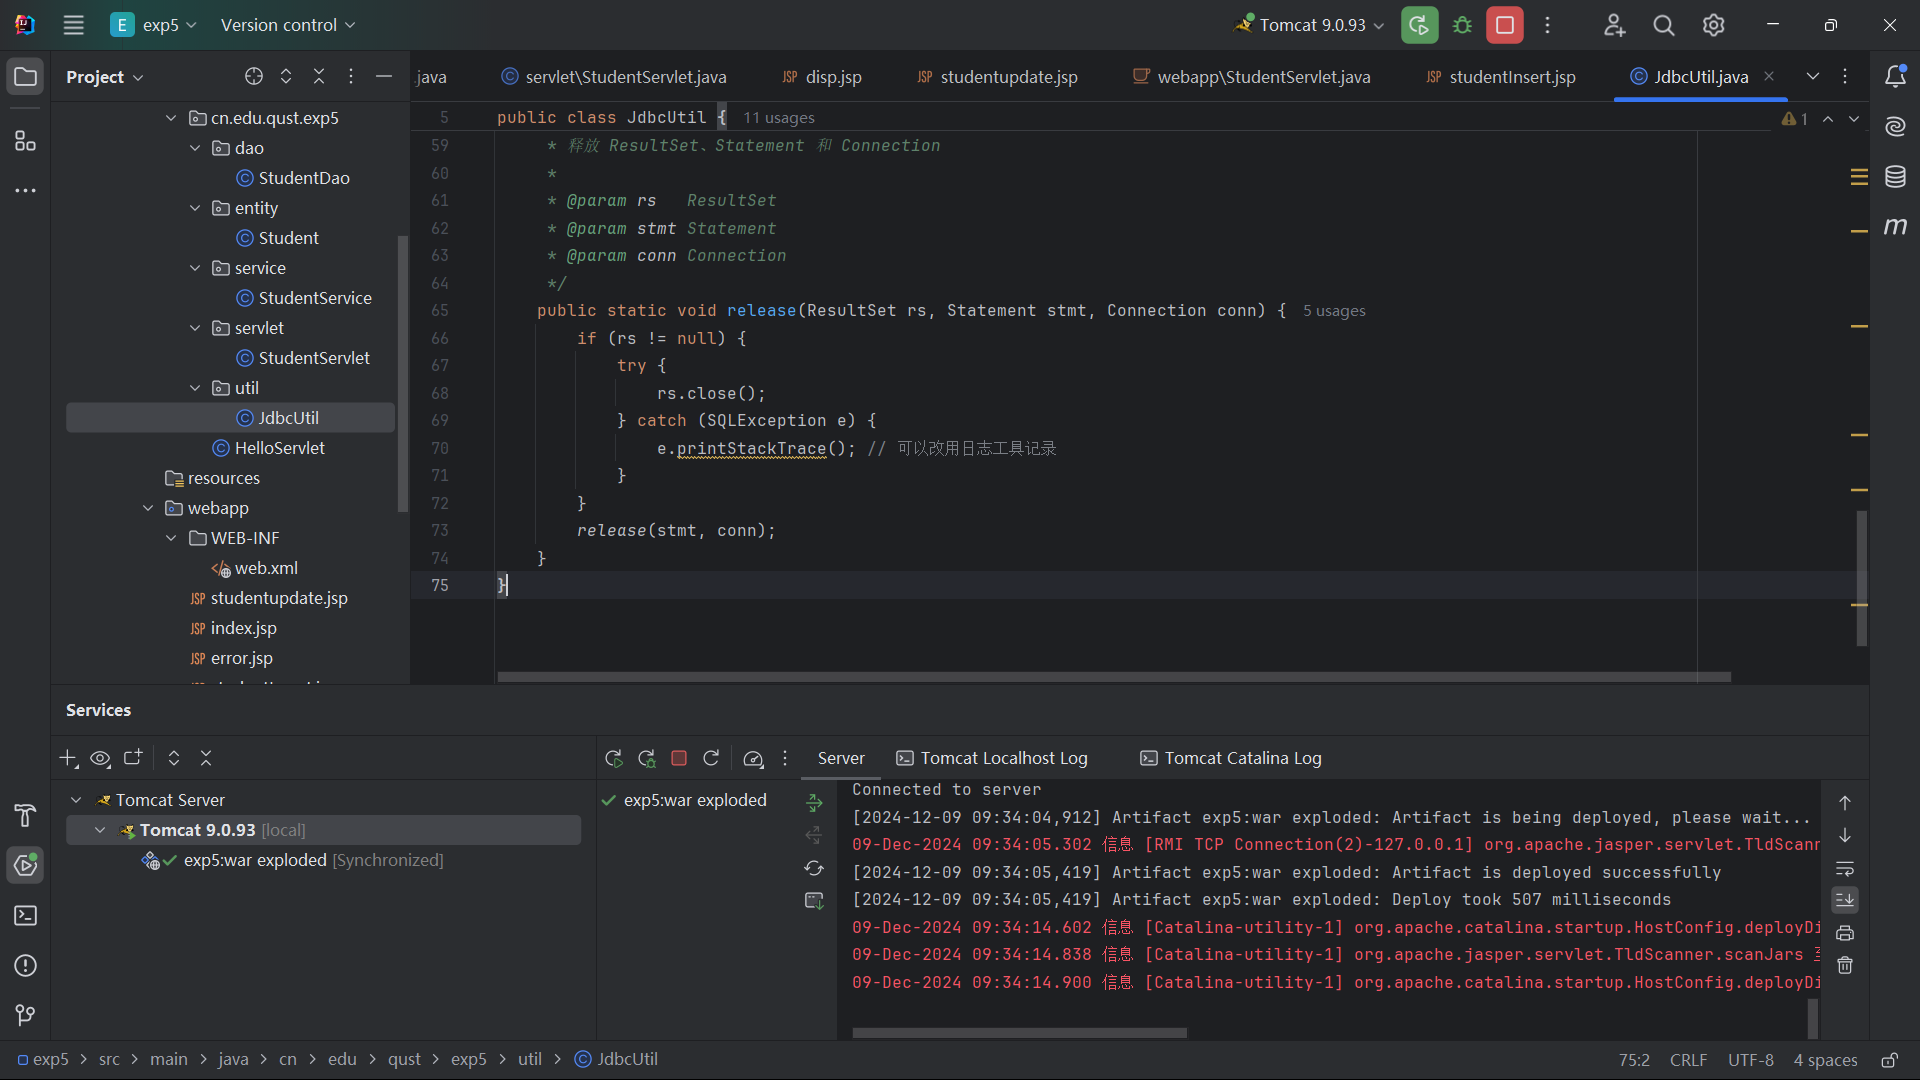 E exp5 Version control Tomcat 9.0.93
Project
.java servlet\StudentServlet.java JSP disp.jsp JSP studentupdate.jsp webapp\StudentServlet.java JSP studentInsert.jsp JdbcUtil.java
cn.edu.qust.exp5
dao
StudentDao
entity
Student
service
StudentService
servlet
StudentServlet
util
JdbcUtil
HelloServlet
resources
webapp
WEB-INF
web.xml
JSP studentupdate.jsp
JSP index.jsp
JSP error.jsp
5 public class JdbcUtil { 11 usages
1
59 * 释放 ResultSet、Statement 和 Connection
60 *
61 * @param rs ResultSet
62 * @param stmt Statement
63 * @param conn Connection
64 */
65 public static void release(ResultSet rs, Statement stmt, Connection conn) { 5 usages
66 if (rs != null) {
67 try {
68 rs.close();
69 } catch (SQLException e) {
70 e.printStackTrace(); // 可以改用日志工具记录
71 }
72 }
73 release(stmt, conn);
74 }
75 }
Services
Server Tomcat Localhost Log Tomcat Catalina Log
Tomcat Server
Tomcat 9.0.93 [local]
exp5:war exploded [Synchronized]
exp5:war exploded
Connected to server
[2024-12-09 09:34:04,912] Artifact exp5:war exploded: Artifact is being deployed, please wait...
09-Dec-2024 09:34:05.302 信息 [RMI TCP Connection(2)-127.0.0.1] org.apache.jasper.servlet.TldScann
[2024-12-09 09:34:05,419] Artifact exp5:war exploded: Artifact is deployed successfully
[2024-12-09 09:34:05,419] Artifact exp5:war exploded: Deploy took 507 milliseconds
09-Dec-2024 09:34:14.602 信息 [Catalina-utility-1] org.apache.catalina.startup.HostConfig.deployDi
09-Dec-2024 09:34:14.838 信息 [Catalina-utility-1] org.apache.jasper.servlet.TldScanner.scanJars
09-Dec-2024 09:34:14.900 信息 [Catalina-utility-1] org.apache.catalina.startup.HostConfig.deployDi
exp5 > src > main > java > cn > edu > qust > exp5 > util > JdbcUtil
75:2 CRLF UTF-8 4 spaces